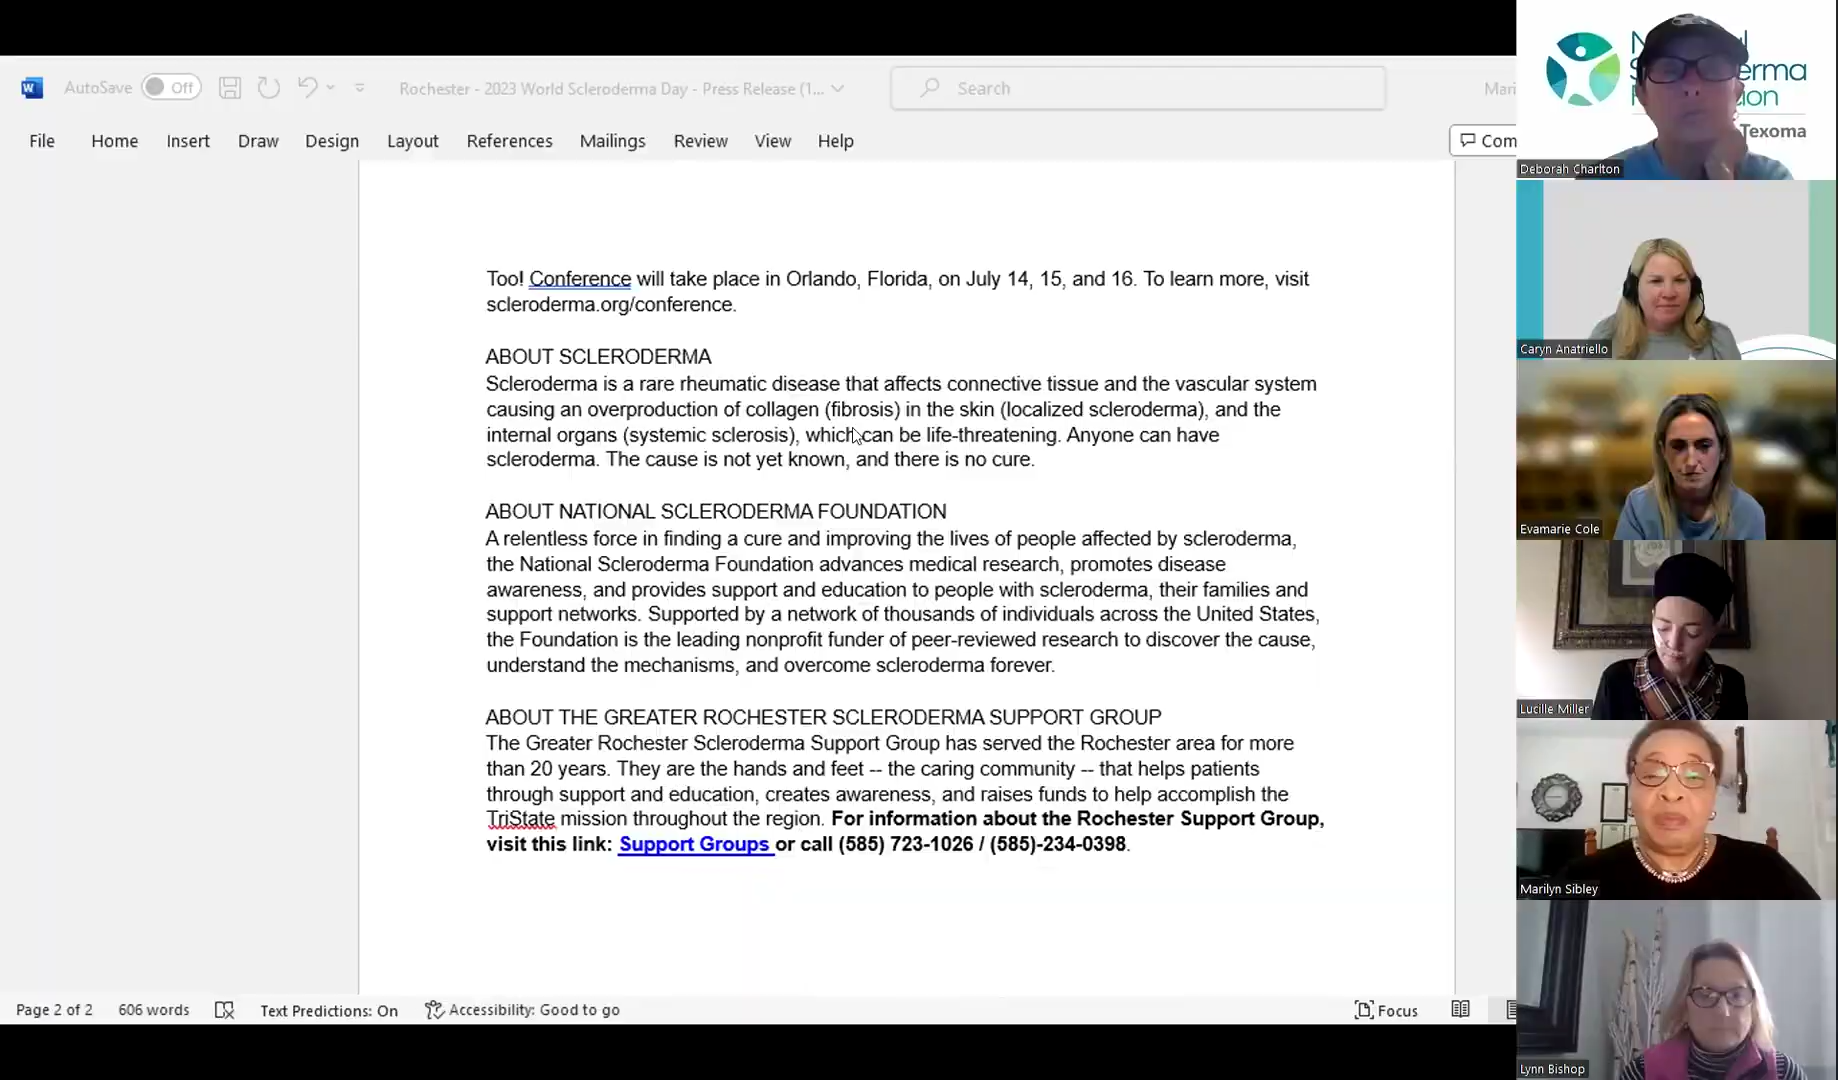 AutoSave Off
Rochester - 2023 World Scleroderma Day - Press Release (1...
Search
Mari
File Home Insert Draw Design Layout References Mailings Review View Help
Com
Too! Conference will take place in Orlando, Florida, on July 14, 15, and 16. To learn more, visit
scleroderma.org/conference.
ABOUT SCLERODERMA
Scleroderma is a rare rheumatic disease that affects connective tissue and the vascular system
causing an overproduction of collagen (fibrosis) in the skin (localized scleroderma), and the
internal organs (systemic sclerosis), which can be life-threatening. Anyone can have
scleroderma. The cause is not yet known, and there is no cure.
ABOUT NATIONAL SCLERODERMA FOUNDATION
A relentless force in finding a cure and improving the lives of people affected by scleroderma,
the National Scleroderma Foundation advances medical research, promotes disease
awareness, and provides support and education to people with scleroderma, their families and
support networks. Supported by a network of thousands of individuals across the United States,
the Foundation is the leading nonprofit funder of peer-reviewed research to discover the cause,
understand the mechanisms, and overcome scleroderma forever.
ABOUT THE GREATER ROCHESTER SCLERODERMA SUPPORT GROUP
The Greater Rochester Scleroderma Support Group has served the Rochester area for more
than 20 years. They are the hands and feet -- the caring community -- that helps patients
through support and education, creates awareness, and raises funds to help accomplish the
TriState mission throughout the region. For information about the Rochester Support Group,
visit this link: Support Groups or call (585) 723-1026 / (585)-234-0398.
Page 2 of 2 606 words Text Predictions: On Accessibility: Good to go Focus
Texoma
Deborah Charlton
Caryn Anatriello
Evamarie Cole
Lucille Miller
Marilyn Sibley
Lynn Bishop